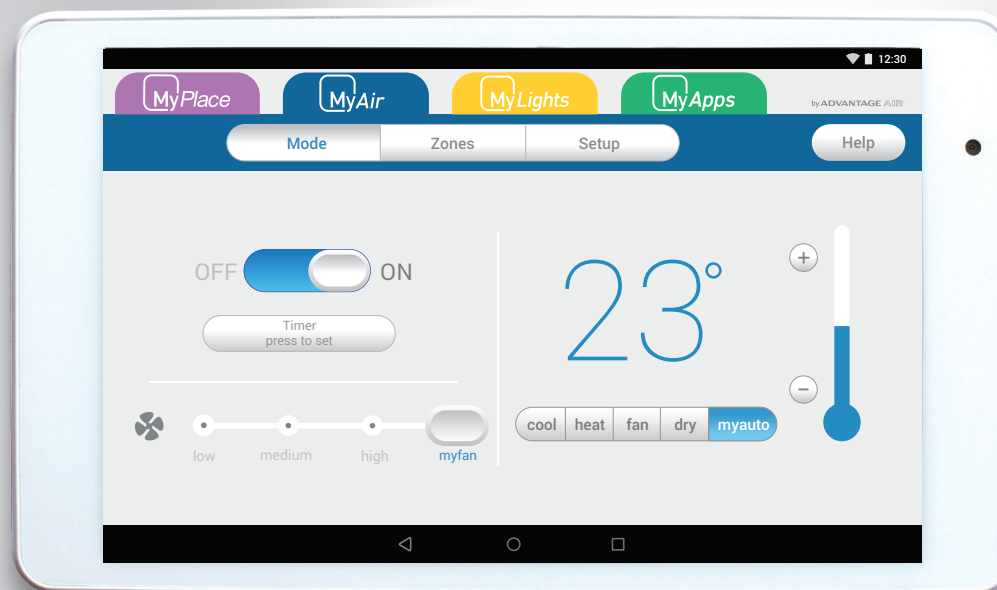 12:30
MyPlace
MyAir
MyLights
MyApps
by ADVANTAGE AIR
Mode
Zones
Setup
Help
OFF
ON
Timer
press to set
23°
+
−
cool
heat
fan
dry
myauto
low
medium
high
myfan